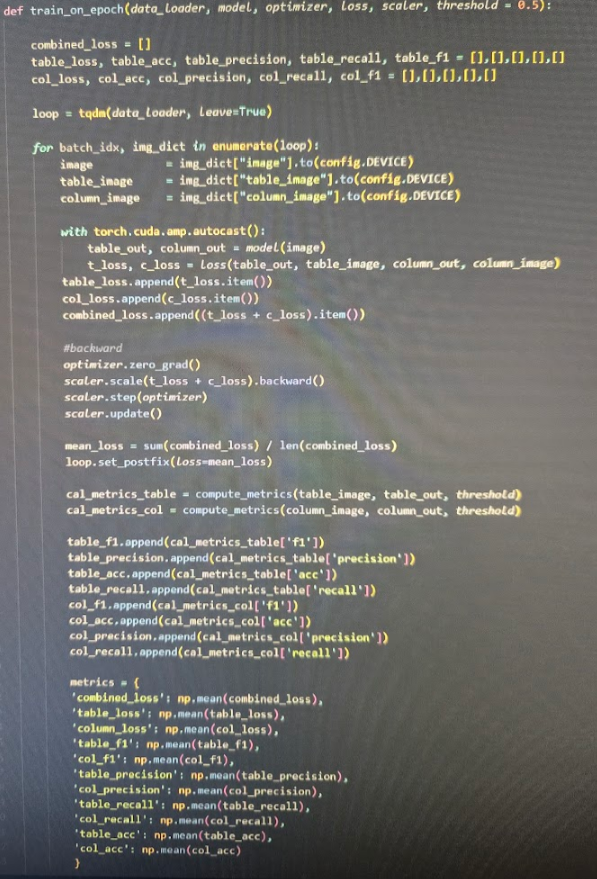 def train_on_epoch(data_loader, model, optimizer, loss, scaler, threshold = 0.5):
combined_loss = []
table_loss, table_acc, table_precision, table_recall, table_f1 = [],[],[],[],[]
col_loss, col_acc, col_precision, col_recall, col_f1 = [],[],[],[],[]
loop = tqdm(data_loader, leave=True)
for batch_idx, img_dict in enumerate(loop):
image = img_dict["image"].to(config.DEVICE)
table_image = img_dict["table_image"].to(config.DEVICE)
column_image = img_dict["column_image"].to(config.DEVICE)
with torch.cuda.amp.autocast():
table_out, column_out = model(image)
t_loss, c_loss = loss(table_out, table_image, column_out, column_image)
table_loss.append(t_loss.item())
col_loss.append(c_loss.item())
combined_loss.append((t_loss + c_loss).item())
#backward
optimizer.zero_grad()
scaler.scale(t_loss + c_loss).backward()
scaler.step(optimizer)
scaler.update()
mean_loss = sum(combined_loss) / len(combined_loss)
loop.set_postfix(loss=mean_loss)
cal_metrics_table = compute_metrics(table_image, table_out, threshold)
cal_metrics_col = compute_metrics(column_image, column_out, threshold)
table_f1.append(cal_metrics_table['f1'])
table_precision.append(cal_metrics_table['precision'])
table_acc.append(cal_metrics_table['acc'])
table_recall.append(cal_metrics_table['recall'])
col_f1.append(cal_metrics_col['f1'])
col_acc.append(cal_metrics_col['acc'])
col_precision.append(cal_metrics_col['precision'])
col_recall.append(cal_metrics_col['recall'])
metrics = {
'combined_loss': np.mean(combined_loss),
'table_loss': np.mean(table_loss),
'column_loss': np.mean(col_loss),
'table_f1': np.mean(table_f1),
'col_f1': np.mean(col_f1),
'table_precision': np.mean(table_precision),
'col_precision': np.mean(col_precision),
'table_recall': np.mean(table_recall),
'col_recall': np.mean(col_recall),
'table_acc': np.mean(table_acc),
'col_acc': np.mean(col_acc)
}